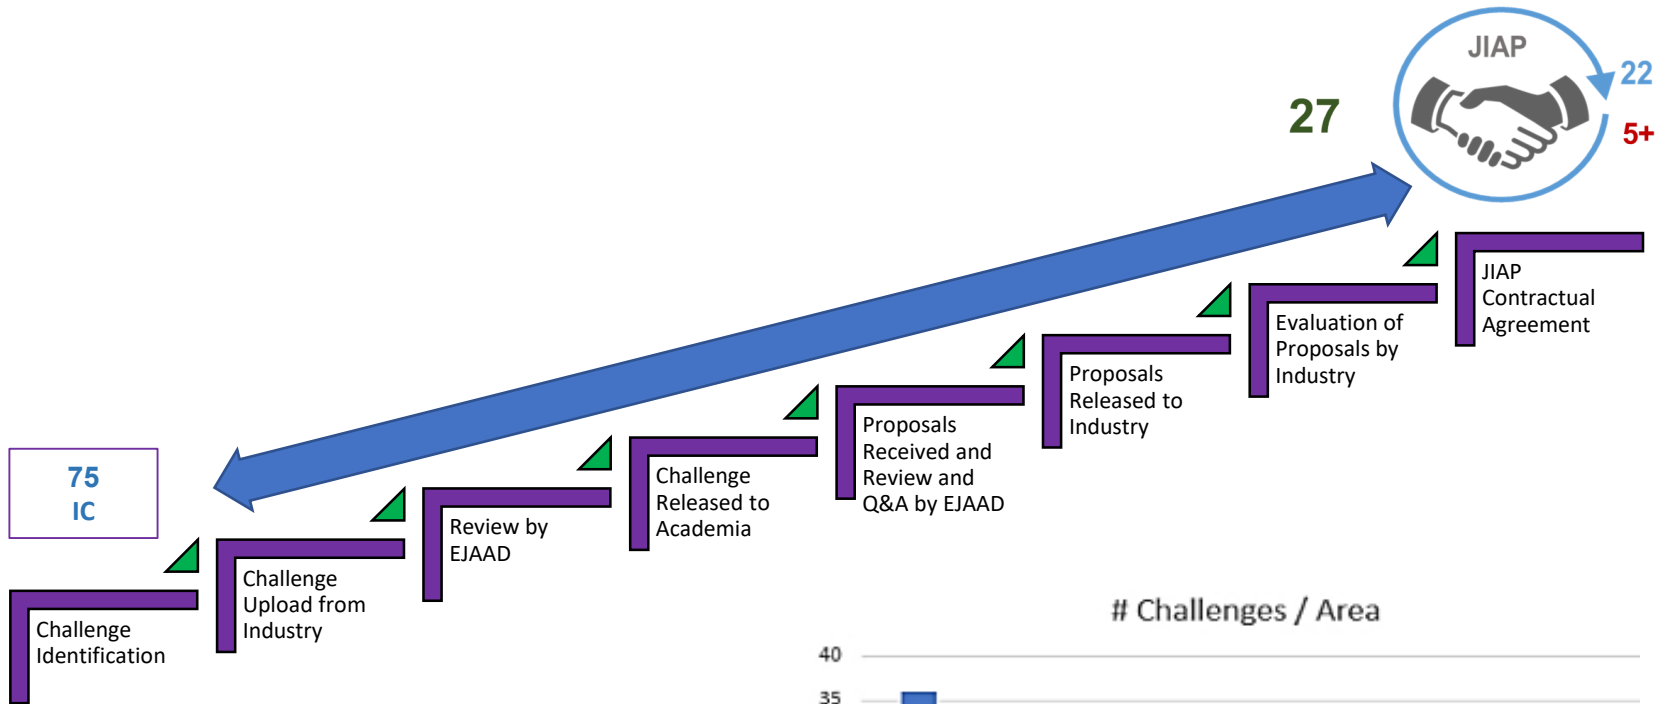 JIAP
22
27
5+
JIAP
Contractual
Agreement
Evaluation of
Proposals by
Industry
Proposals
Released to
Industry
Proposals
Received and
Review and
Q&A by EJAAD
Challenge
Released to
Academia
Review by
EJAAD
75
IC
Challenge
Upload from
Industry
Challenge
Identification
# Challenges / Area
40
35